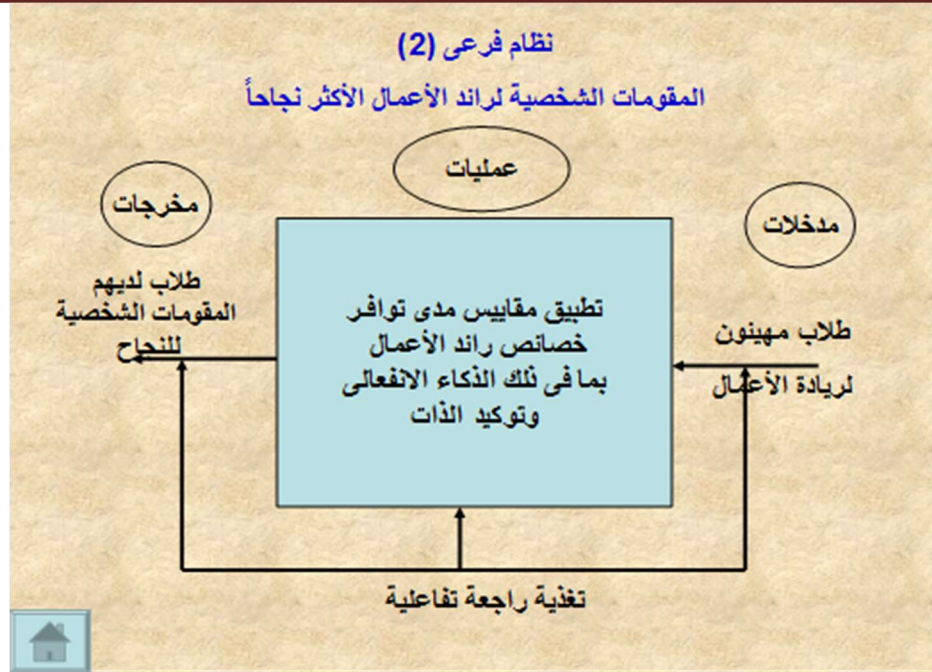 نظام فرعى (2)
المقومات الشخصية لرائد الأعمال الأكثر نجاحاً
مدخلات
عمليات
مخرجات
طلاب مهينون
لريادة الأعمال
تطبيق مقاييس مدى توافر
خصائص رائد الأعمال
بما فى ذلك الذكاء الانفعالى
وتوكيد الذات
طلاب لديهم
المقومات الشخصية
للنجاح
تغذية راجعة تفاعلية